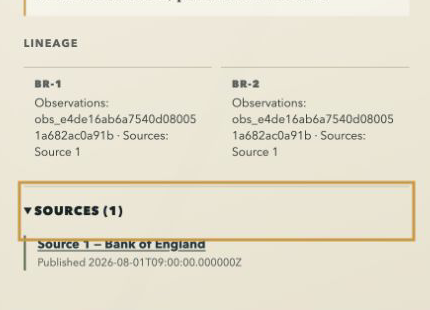 LINEAGE
BR-1
Observations:
obs_e4de16ab6a7540d08005
1a682ac0a91b · Sources:
Source 1
BR-2
Observations:
obs_e4de16ab6a7540d08005
1a682ac0a91b · Sources:
Source 1
▼SOURCES (1)
Source 1 — Bank of England
Published 2026-08-01T09:00:00.000000Z